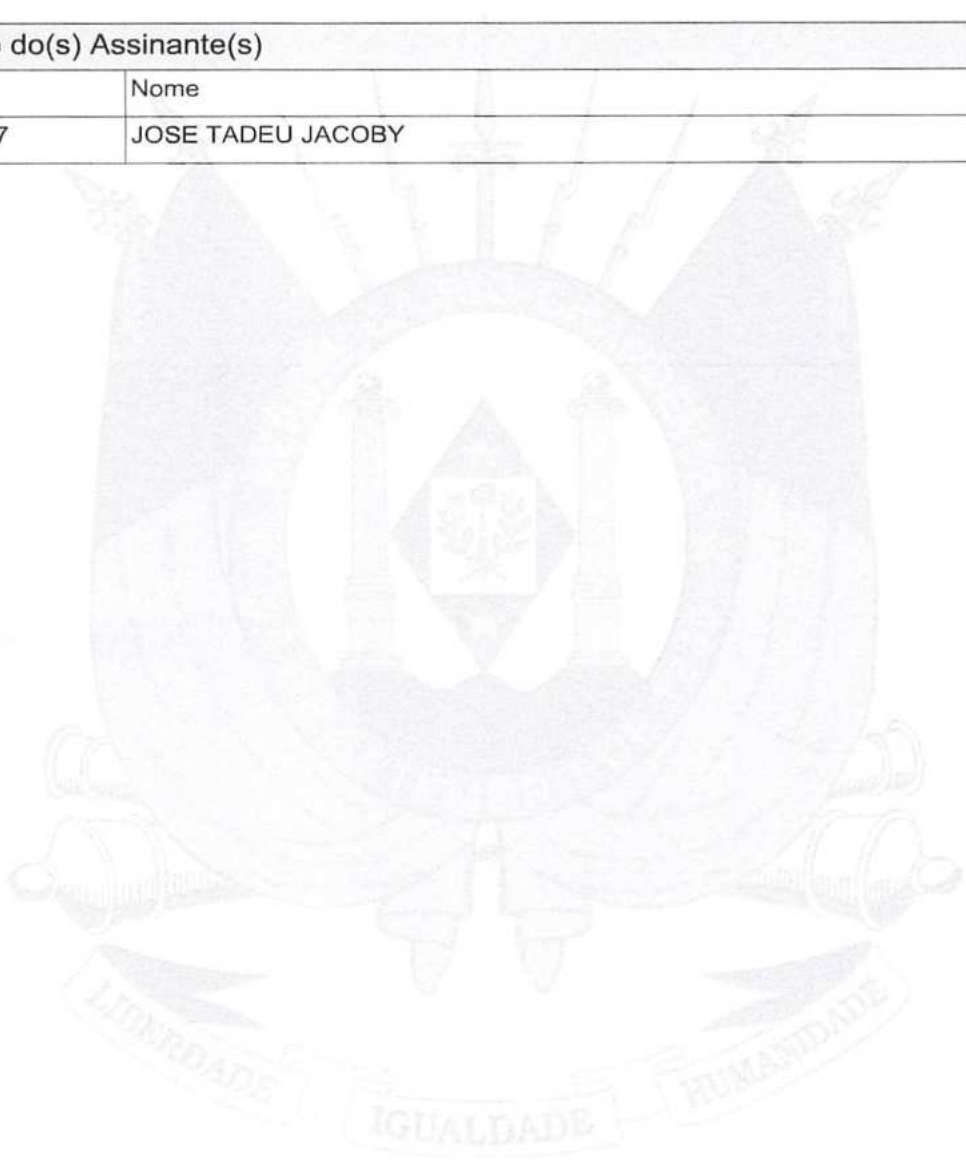 do(s) Assinante(s)
Nome
7 JOSE TADEU JACOBY
LIBERDADE
IGUALDADE
HUMANIDADE